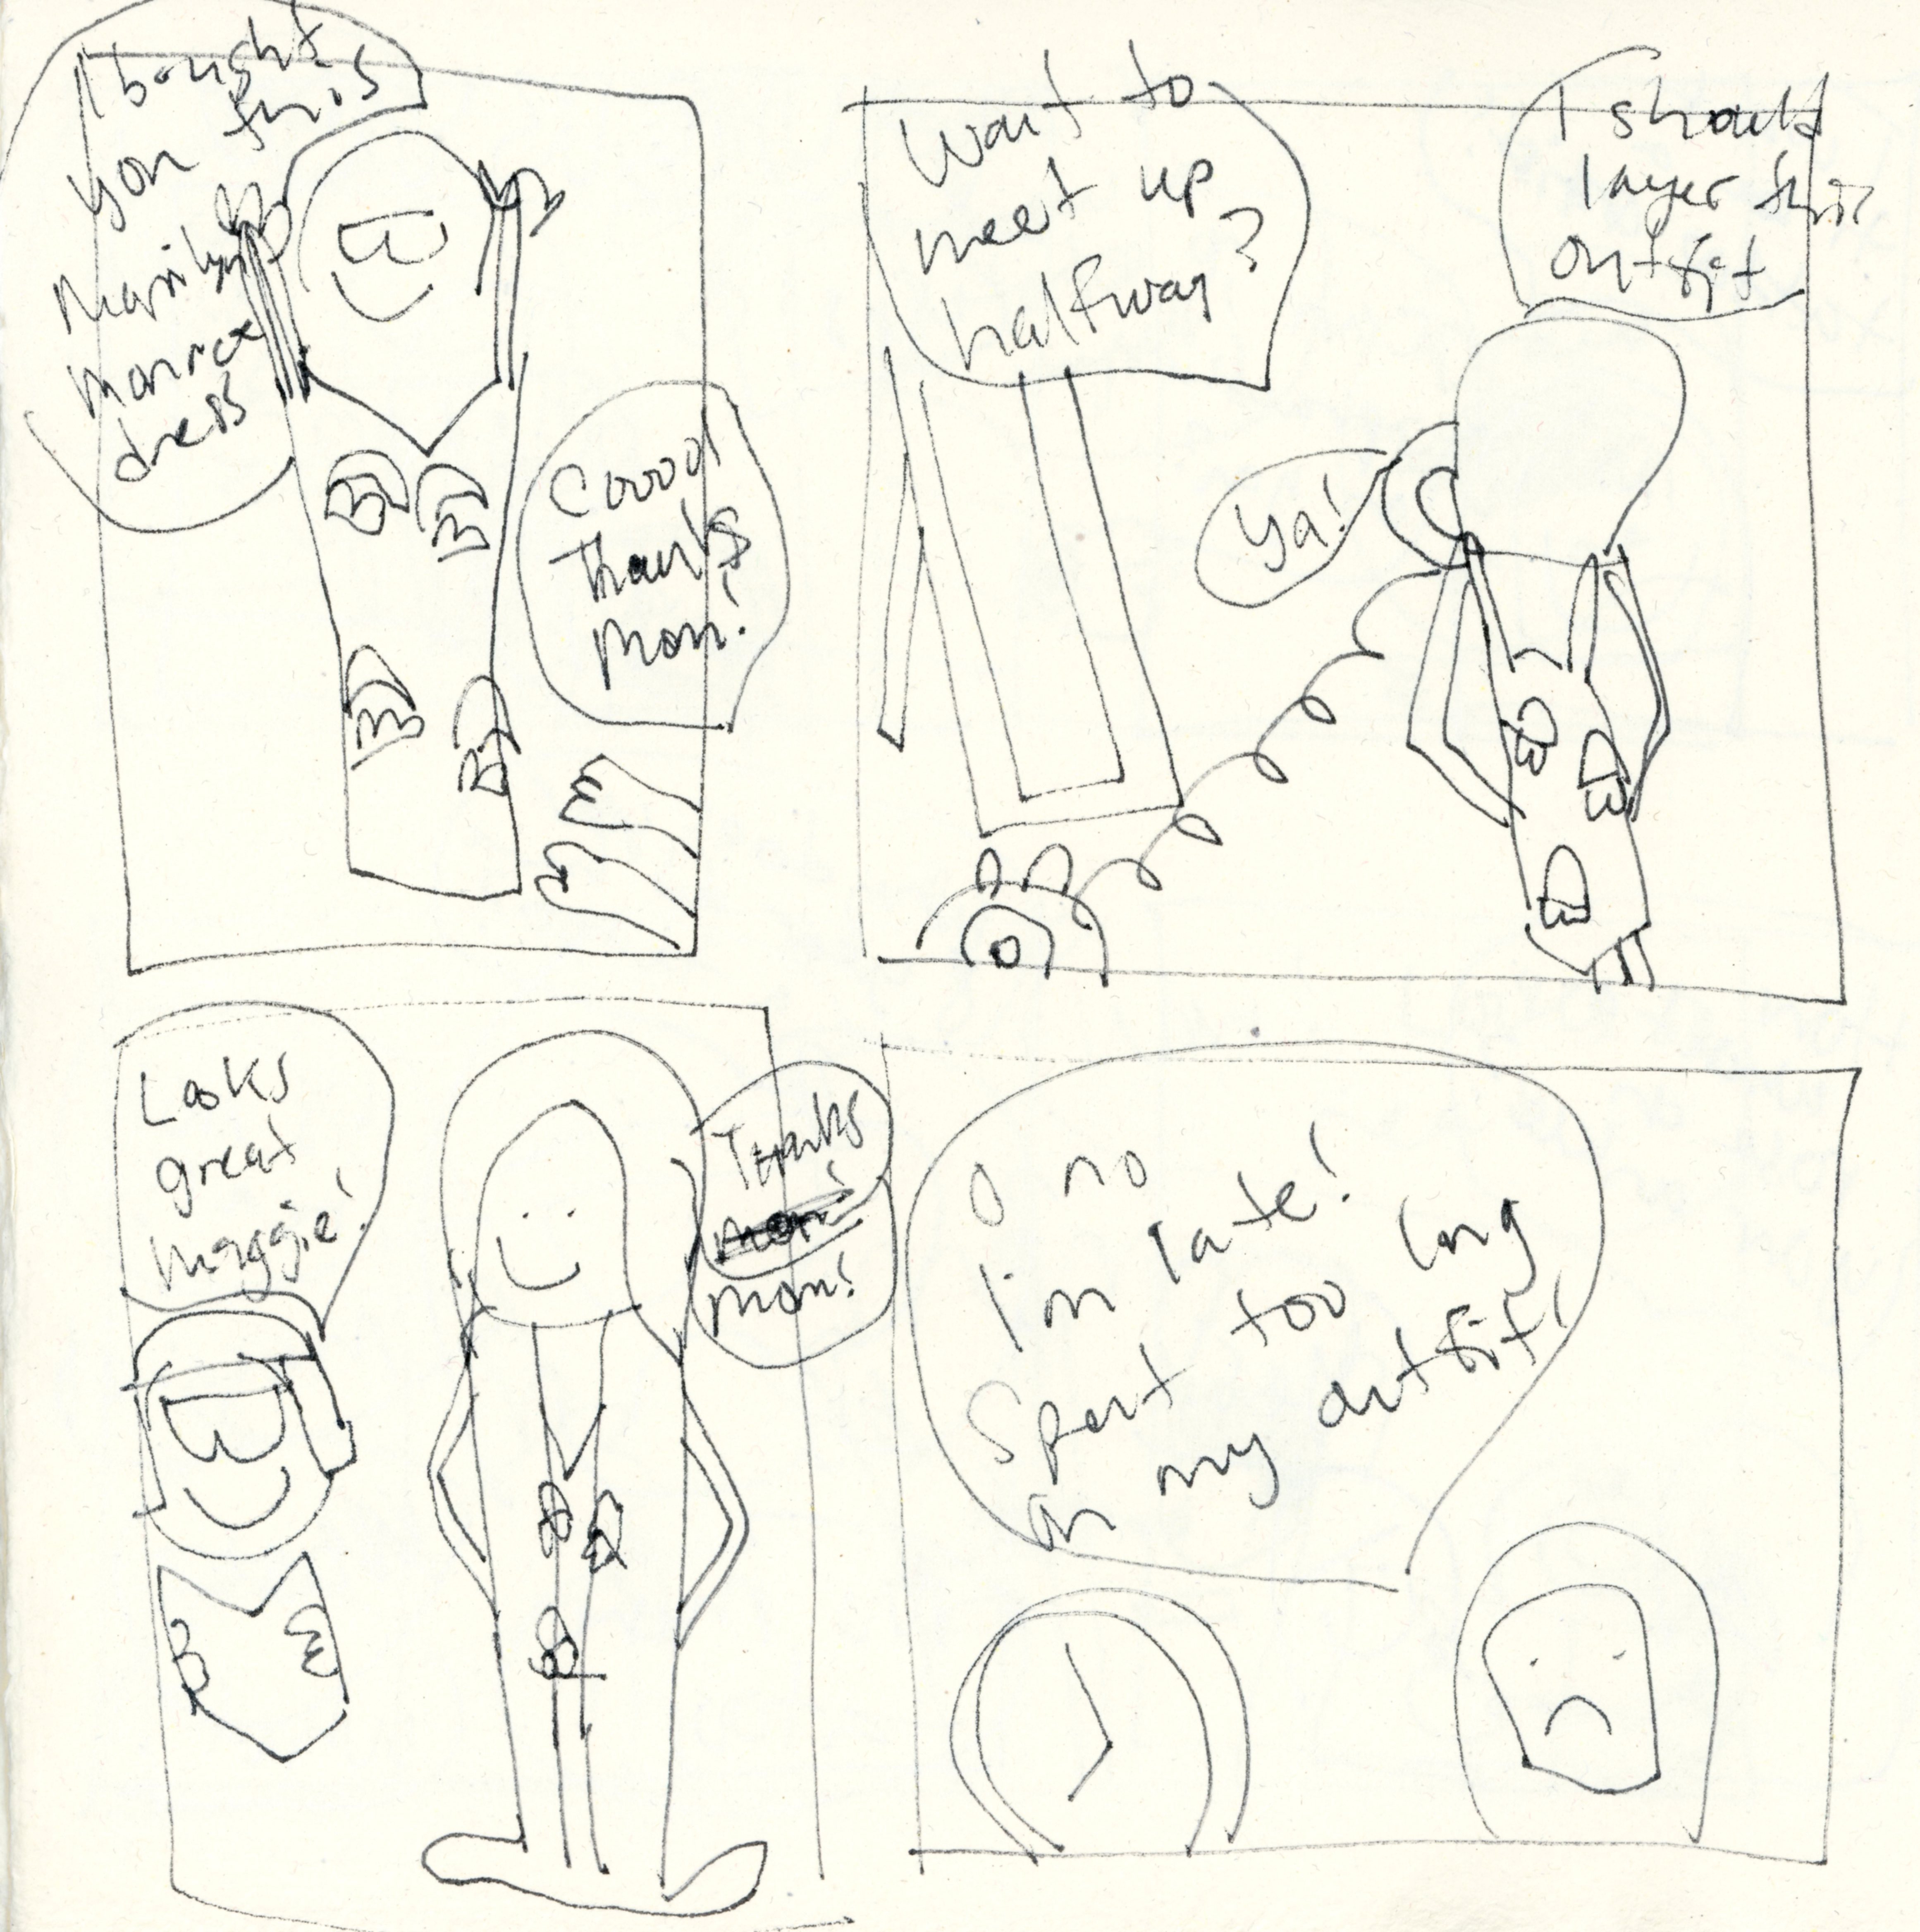 I bought
you this
Marilyn
Monroe
dress
Coooool
Thanks
mom!
Want to
meet up
halfway?
Ya!
I should
layer this
outfit
Looks
great
Maggie!
Thanks
mom!
mom!
O no
I'm late!
Spent too long
on my outfit!